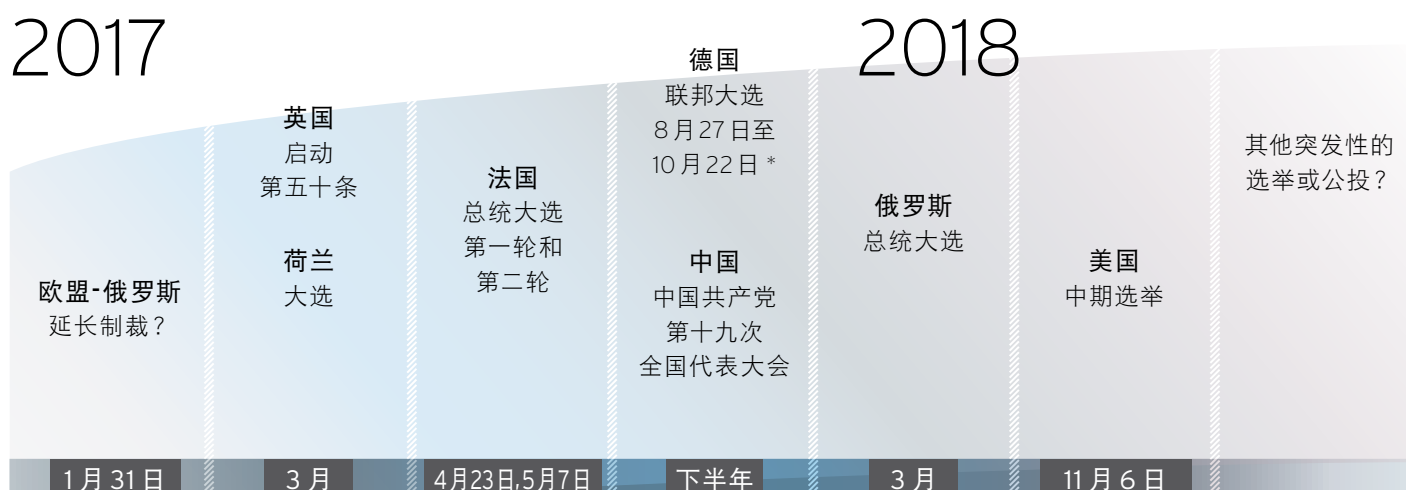 2017
欧盟-俄罗斯
延长制裁？
1月31日
英国
启动
第五十条
荷兰
大选
3月
法国
总统大选
第一轮和
第二轮
4月23日,5月7日
德国
联邦大选
8月27日至
10月22日 *
中国
中国共产党
第十九次
全国代表大会
下半年
2018
俄罗斯
总统大选
3月
美国
中期选举
11月6日
其他突发性的
选举或公投？